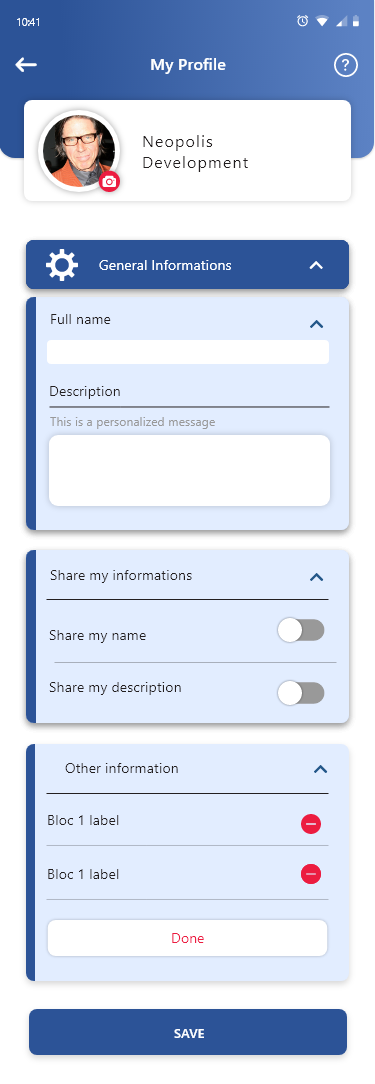 10:41
My Profile
?
Neopolis
Development
General Informations
Full name
Description
This is a personalized message
Share my informations
Share my name
Share my description
Other information
Bloc 1 label
Bloc 1 label
Done
SAVE